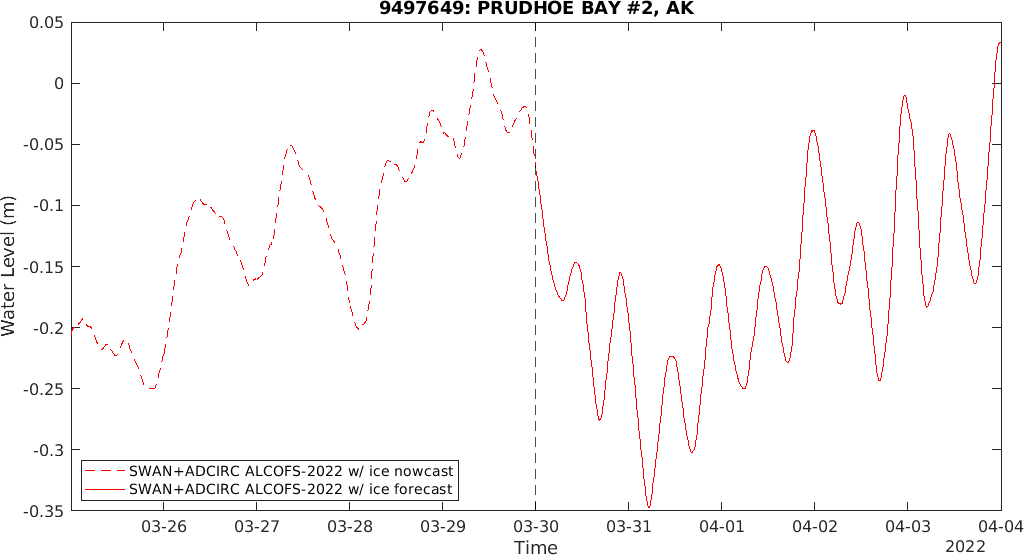 9497649: PRUDHOE BAY #2, AK
0.05
0
-0.05
-0.1
-0.15
-0.2
-0.25
-0.3
-0.35
Water Level (m)
SWAN+ADCIRC ALCOFS-2022 w/ ice nowcast
SWAN+ADCIRC ALCOFS-2022 w/ ice forecast
03-26 03-27 03-28 03-29 03-30 03-31 04-01 04-02 04-03 04-04
Time
2022